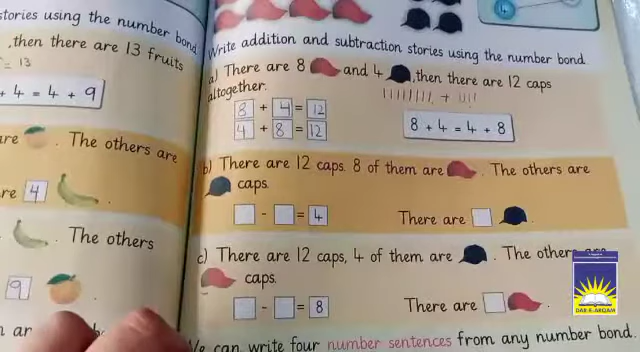 stories using the number bond
,then there are 13 fruits
= 13
+ 4 = 4 + 9
are . The others are
re 4 .
. The others
9 .
Write addition and subtraction stories using the number bond.
a) There are 8 and 4 ,then there are 12 caps
altogether.
8 + 4 = 12
4 + 8 = 12
8 + 4 = 4 + 8
b) There are 12 caps. 8 of them are . The others are
caps.
- = 4
There are .
c) There are 12 caps, 4 of them are . The others are
caps.
- = 8
There are .
We can write four number sentences from any number bond.
DAR-E-ARQAM